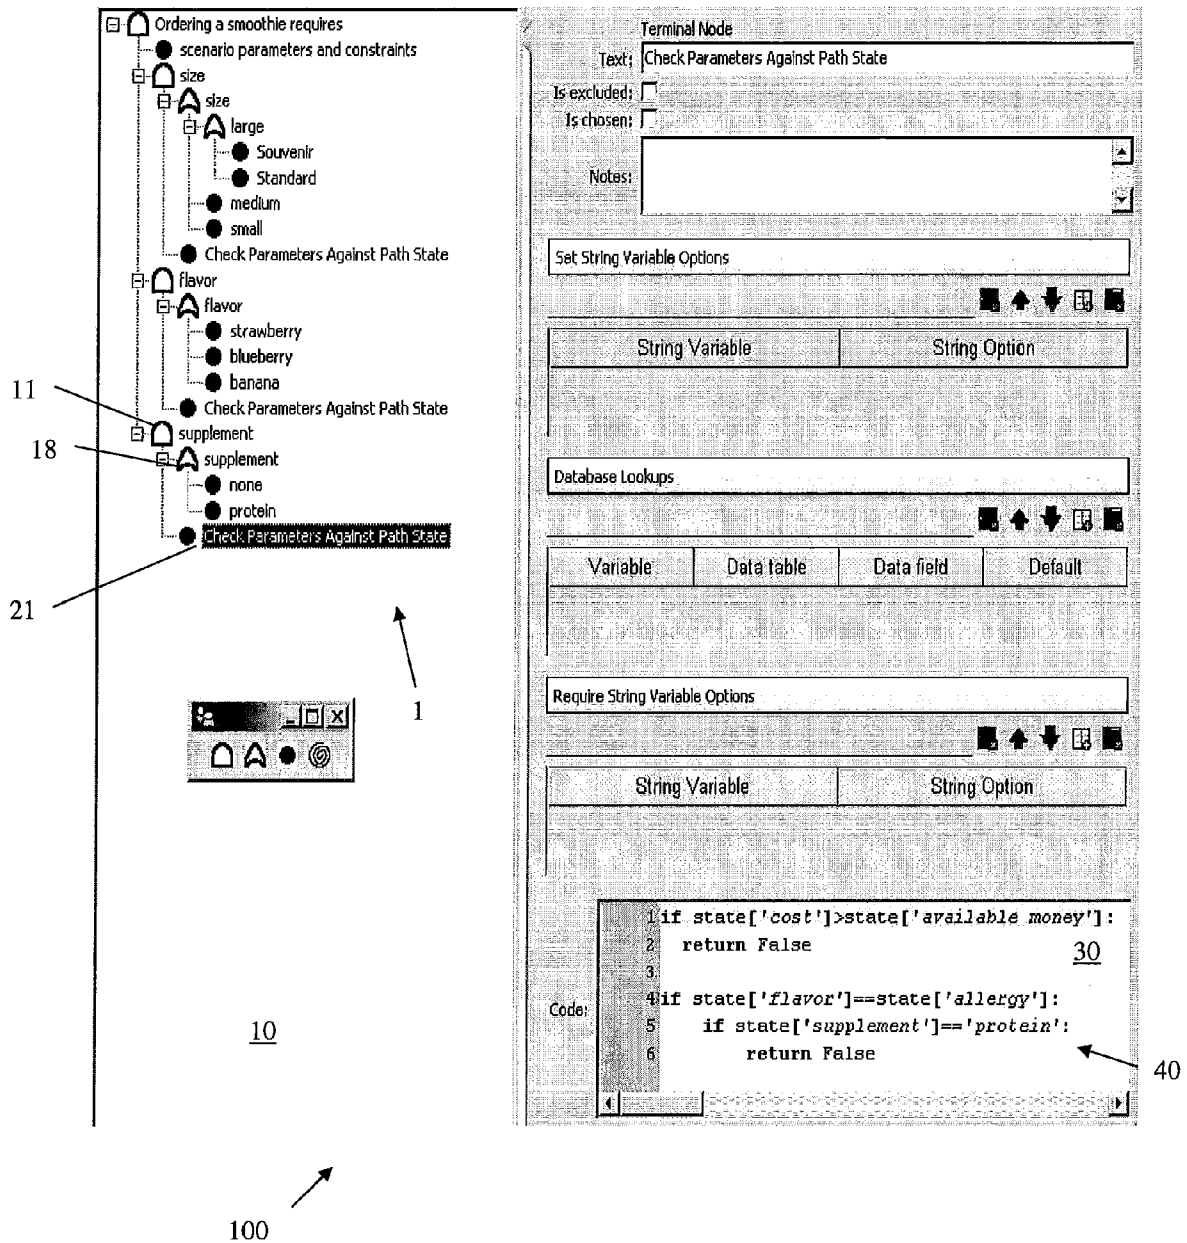 Ordering a smoothie requires
scenario parameters and constraints
size
size
large
Souvenir
Standard
medium
small
Check Parameters Against Path State
flavor
flavor
strawberry
blueberry
banana
Check Parameters Against Path State
11
supplement
18
supplement
none
protein
Check Parameters Against Path State
21
1
10
100
Terminal Node
Text: Check Parameters Against Path State
Is excluded:
Is chosen:
Notes:
Set String Variable Options
String Variable String Option
Database Lookups
Variable Data table Data field Default
Require String Variable Options
String Variable String Option
Code:
1 if state['cost']>state['available money']:
2 return False
30
3
4 if state['flavor']==state['allergy']:
5 if state['supplement']=='protein':
6 return False
40